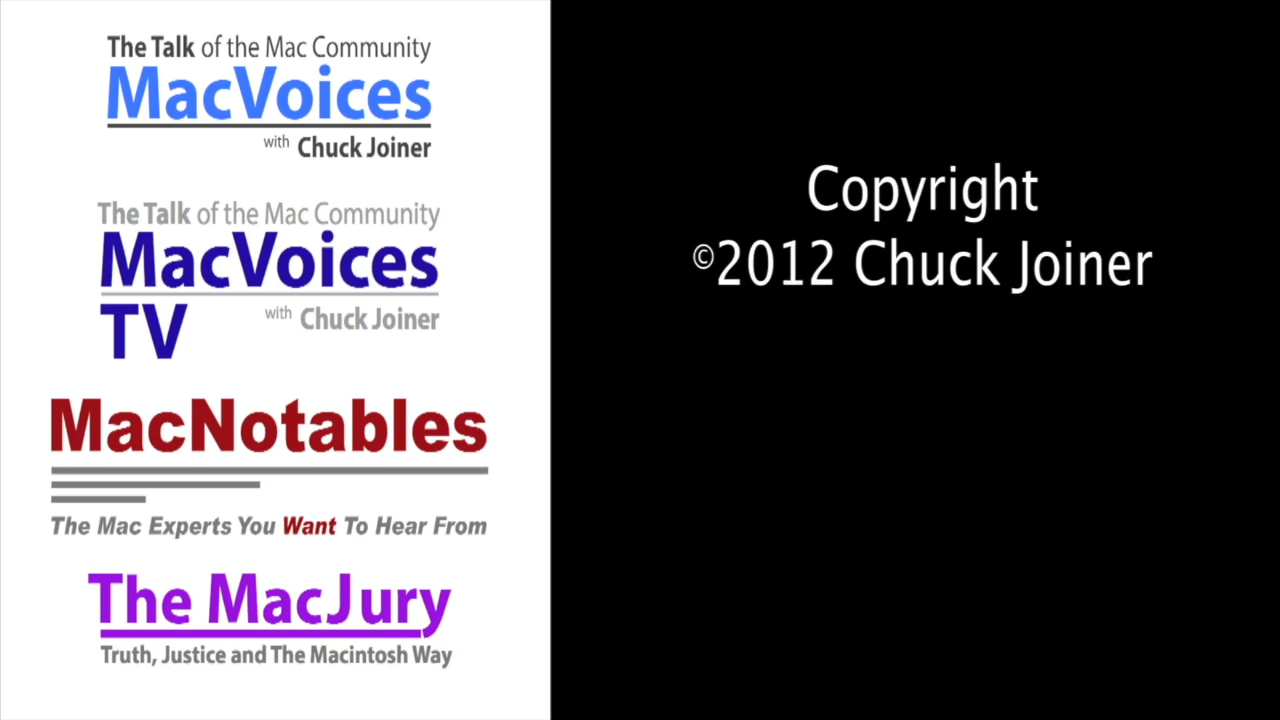 The Talk of the Mac Community
MacVoices
with Chuck Joiner
The Talk of the Mac Community
MacVoices
TV with Chuck Joiner
MacNotables
The Mac Experts You Want To Hear From
The MacJury
Truth, Justice and The Macintosh Way
Copyright
©2012 Chuck Joiner